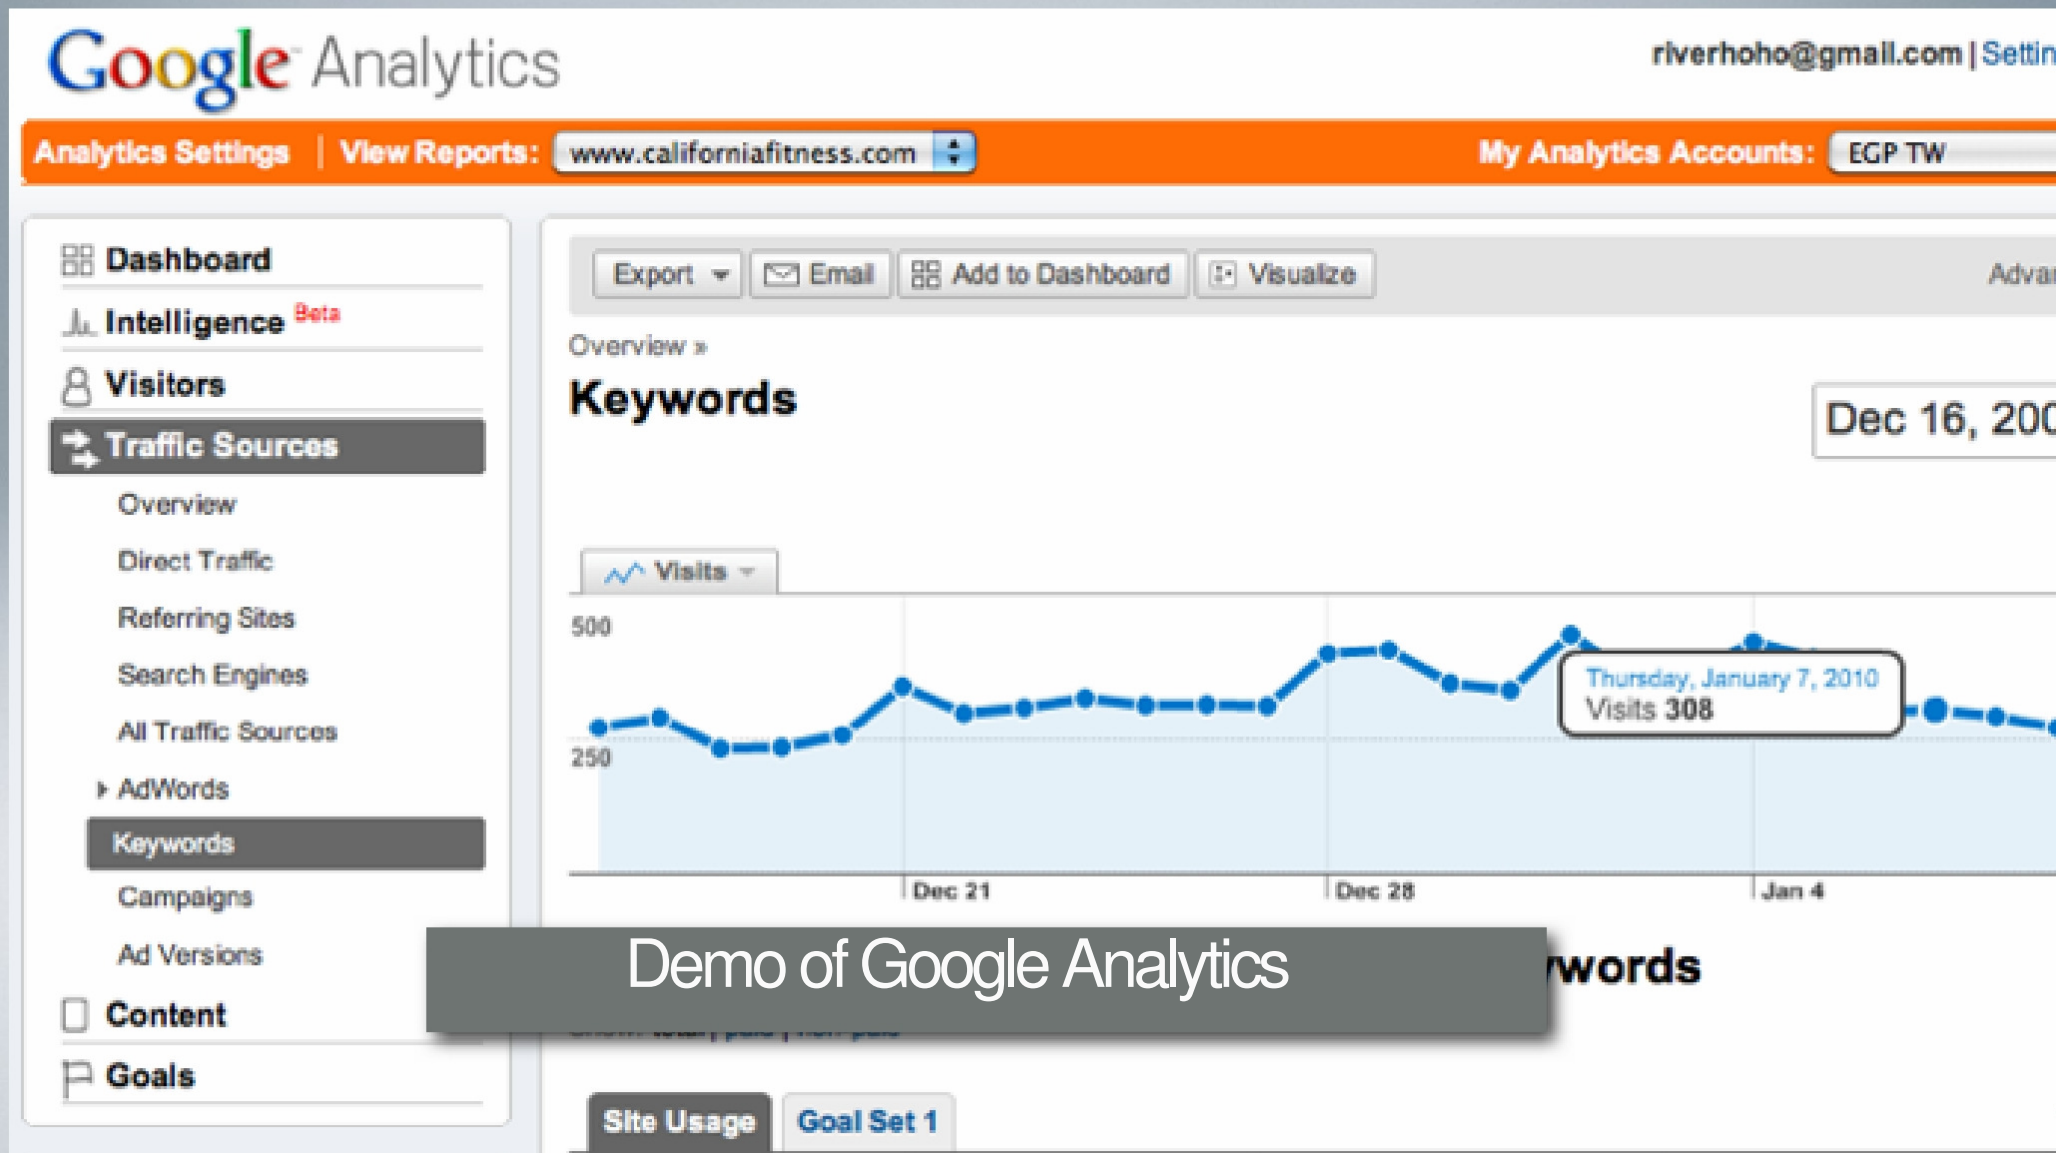 Google Analytics
riverhoho@gmail.com | Settin
Analytics Settings | View Reports: www.californiafitness.com
My Analytics Accounts: EGP TW
Dashboard
Intelligence Beta
Visitors
Traffic Sources
Overview
Direct Traffic
Referring Sites
Search Engines
All Traffic Sources
AdWords
Keywords
Campaigns
Ad Versions
Content
Goals
Export Email Add to Dashboard Visualize
Advan
Overview »
Keywords
Dec 16, 200
Visits
500
Thursday, January 7, 2010
Visits 308
250
Dec 21 Dec 28 Jan 4
Demo of Google Analytics
ywords
Site Usage Goal Set 1